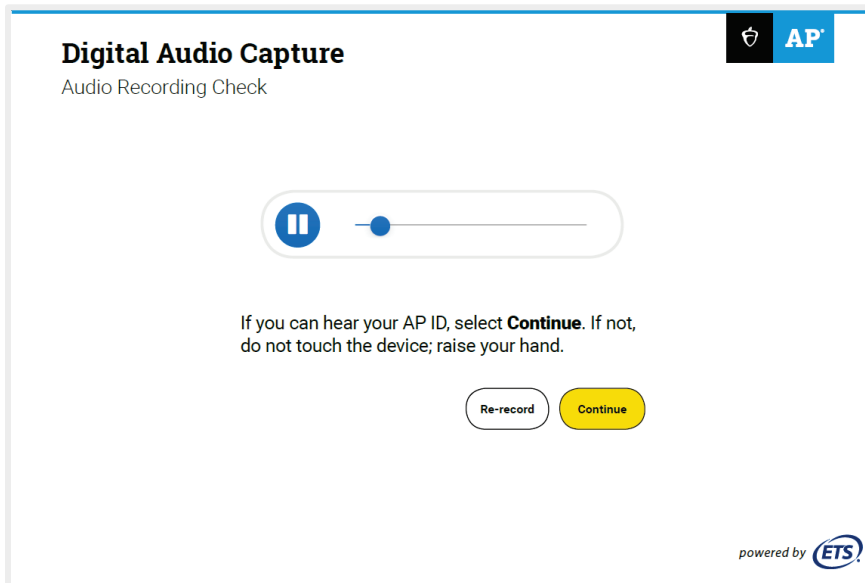 Digital Audio Capture
Audio Recording Check
AP®
If you can hear your AP ID, select Continue. If not,
do not touch the device; raise your hand.
Re-record
Continue
powered by ETS